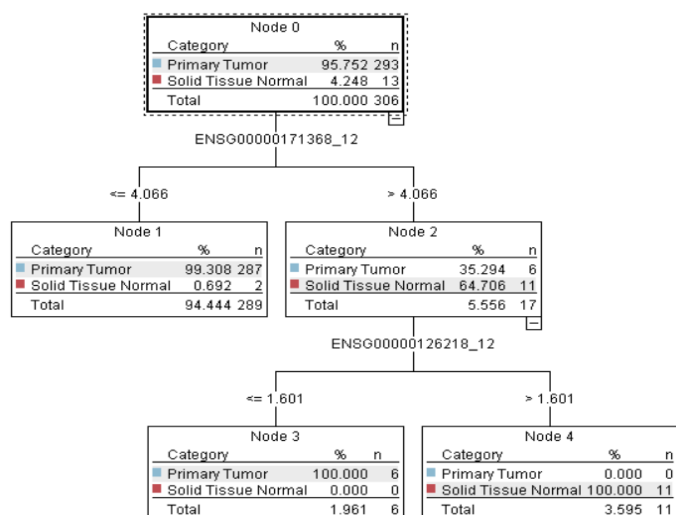 Node 0
Category % n
Primary Tumor 95.752 293
Solid Tissue Normal 4.248 13
Total 100.000 306
ENSG00000171368_12
<= 4.066
> 4.066
Node 1
Category % n
Primary Tumor 99.308 287
Solid Tissue Normal 0.692 2
Total 94.444 289
Node 2
Category % n
Primary Tumor 35.294 6
Solid Tissue Normal 64.706 11
Total 5.556 17
ENSG00000126218_12
<= 1.601
> 1.601
Node 3
Category % n
Primary Tumor 100.000 6
Solid Tissue Normal 0.000 0
Total 1.961 6
Node 4
Category % n
Primary Tumor 0.000 0
Solid Tissue Normal 100.000 11
Total 3.595 11